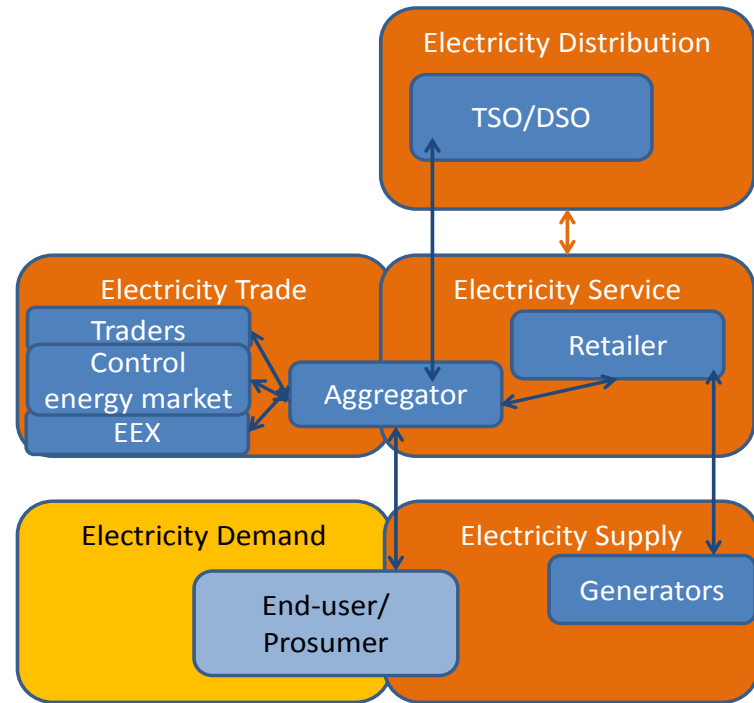 Electricity Distribution
TSO/DSO
Electricity Trade
Traders
Control
energy market
EEX
Electricity Service
Retailer
Aggregator
Electricity Demand
End-user/
Prosumer
Electricity Supply
Generators